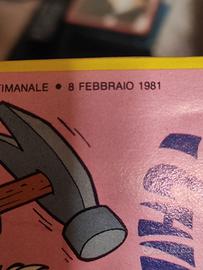 TIMANALE • 8 FEBBRAIO 1981